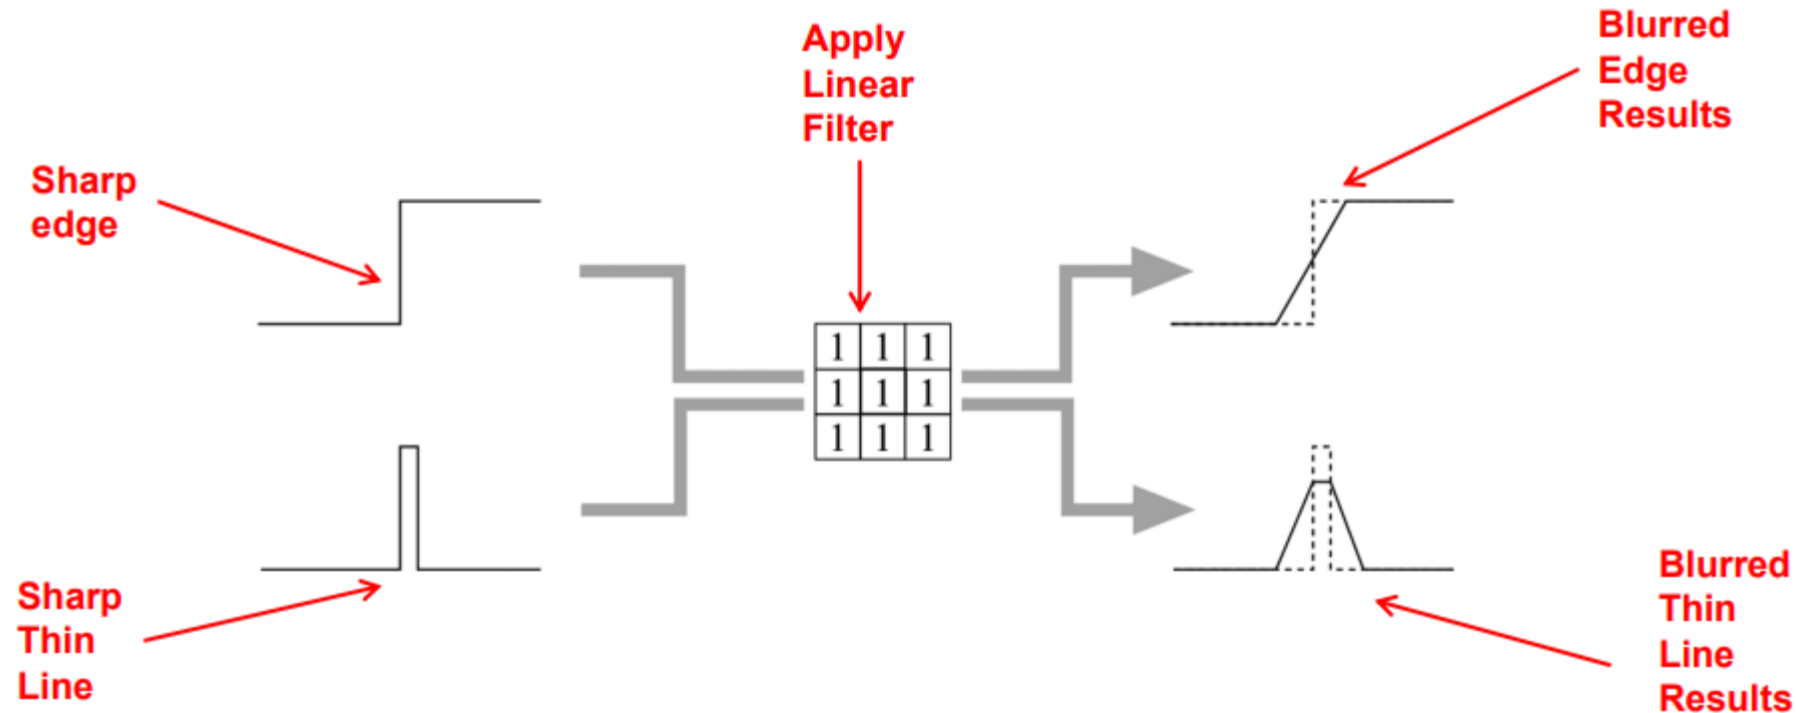 Apply
Linear
Filter
Blurred
Edge
Results
Sharp
edge
1 1 1
1 1 1
1 1 1
Sharp
Thin
Line
Blurred
Thin
Line
Results